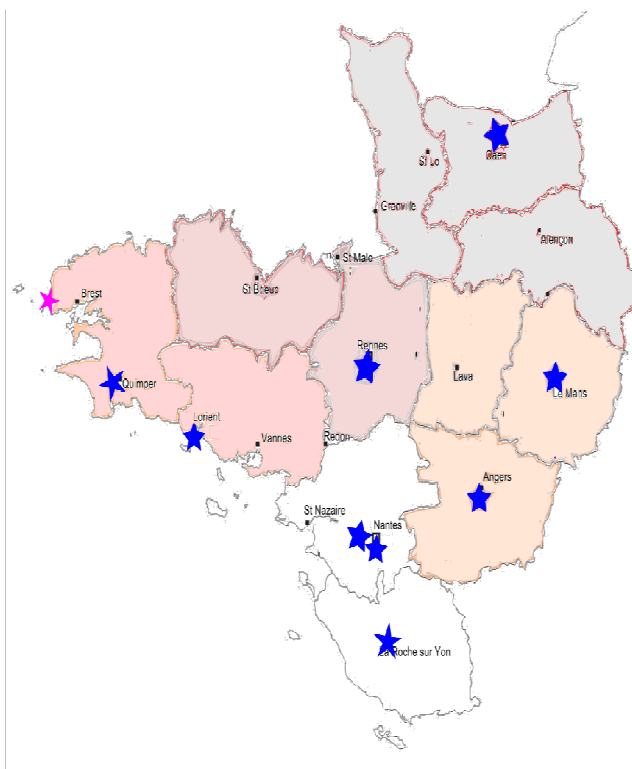 Caen
St Lo
Granville
Alençon
St Malo
St Brieuc
Brest
Rennes
Lava
Le Mans
Quimper
Lorient
Vannes
Redon
Angers
St Nazaire
Nantes
La Roche sur Yon